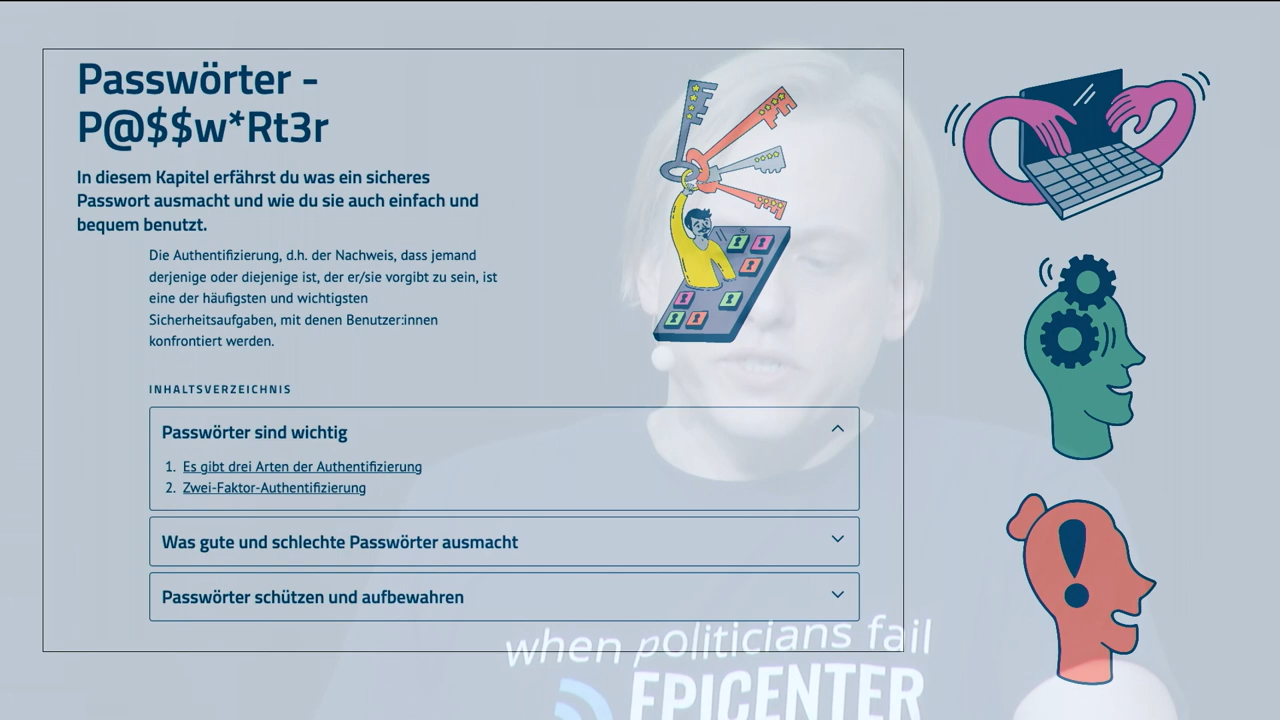 Passwörter -
P@$$w*Rt3r
In diesem Kapitel erfährst du was ein sicheres
Passwort ausmacht und wie du sie auch einfach und
bequem benutzt.
Die Authentifizierung, d.h. der Nachweis, dass jemand
derjenige oder diejenige ist, der er/sie vorgibt zu sein, ist
eine der häufigsten und wichtigsten
Sicherheitsaufgaben, mit denen Benutzer:innen
konfrontiert werden.
INHALTSVERZEICHNIS
Passwörter sind wichtig
1. Es gibt drei Arten der Authentifizierung
2. Zwei-Faktor-Authentifizierung
Was gute und schlechte Passwörter ausmacht
Passwörter schützen und aufbewahren
when politicians fail
EPICENTER